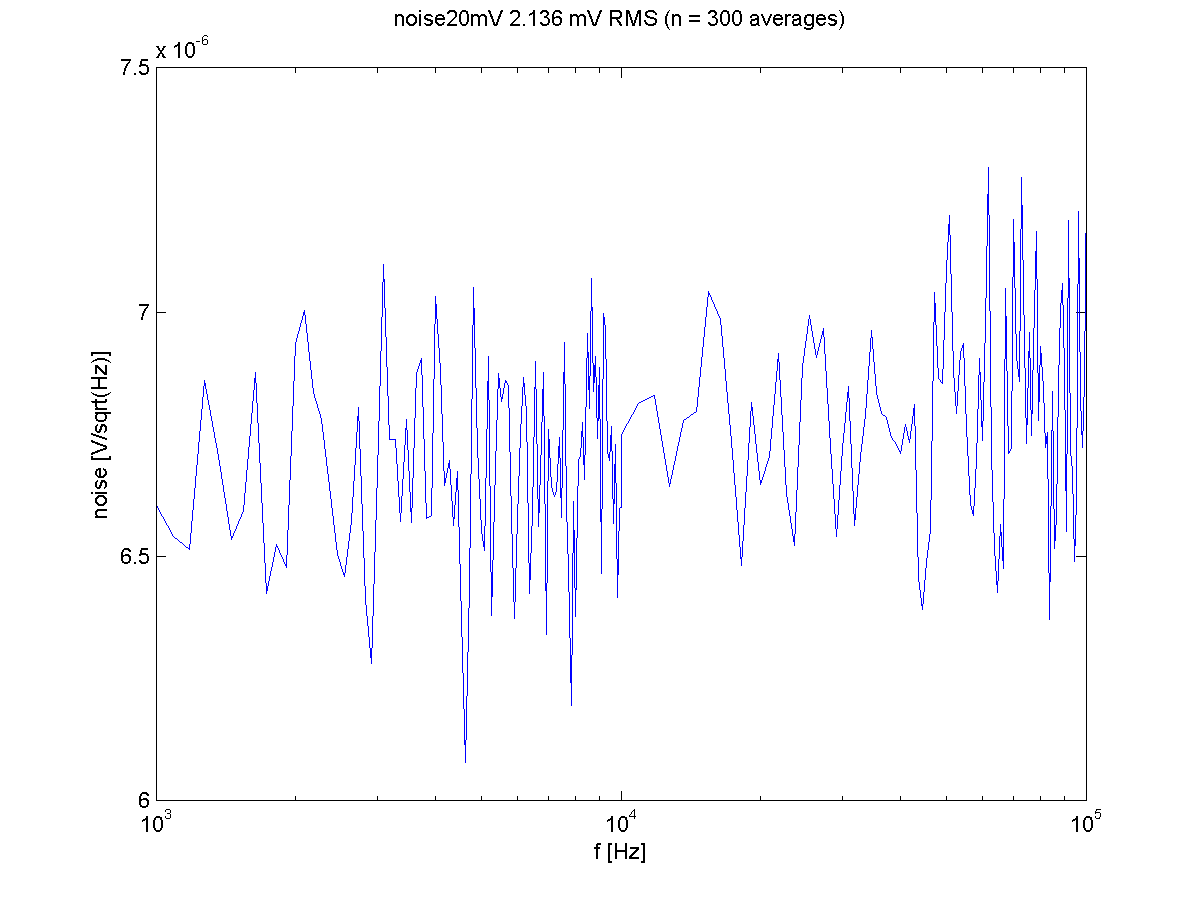 noise20mV 2.136 mV RMS (n = 300 averages)
x 10^-6
7.5
7
6.5
6
noise [V/sqrt(Hz)]
10^3 10^4 10^5
f [Hz]